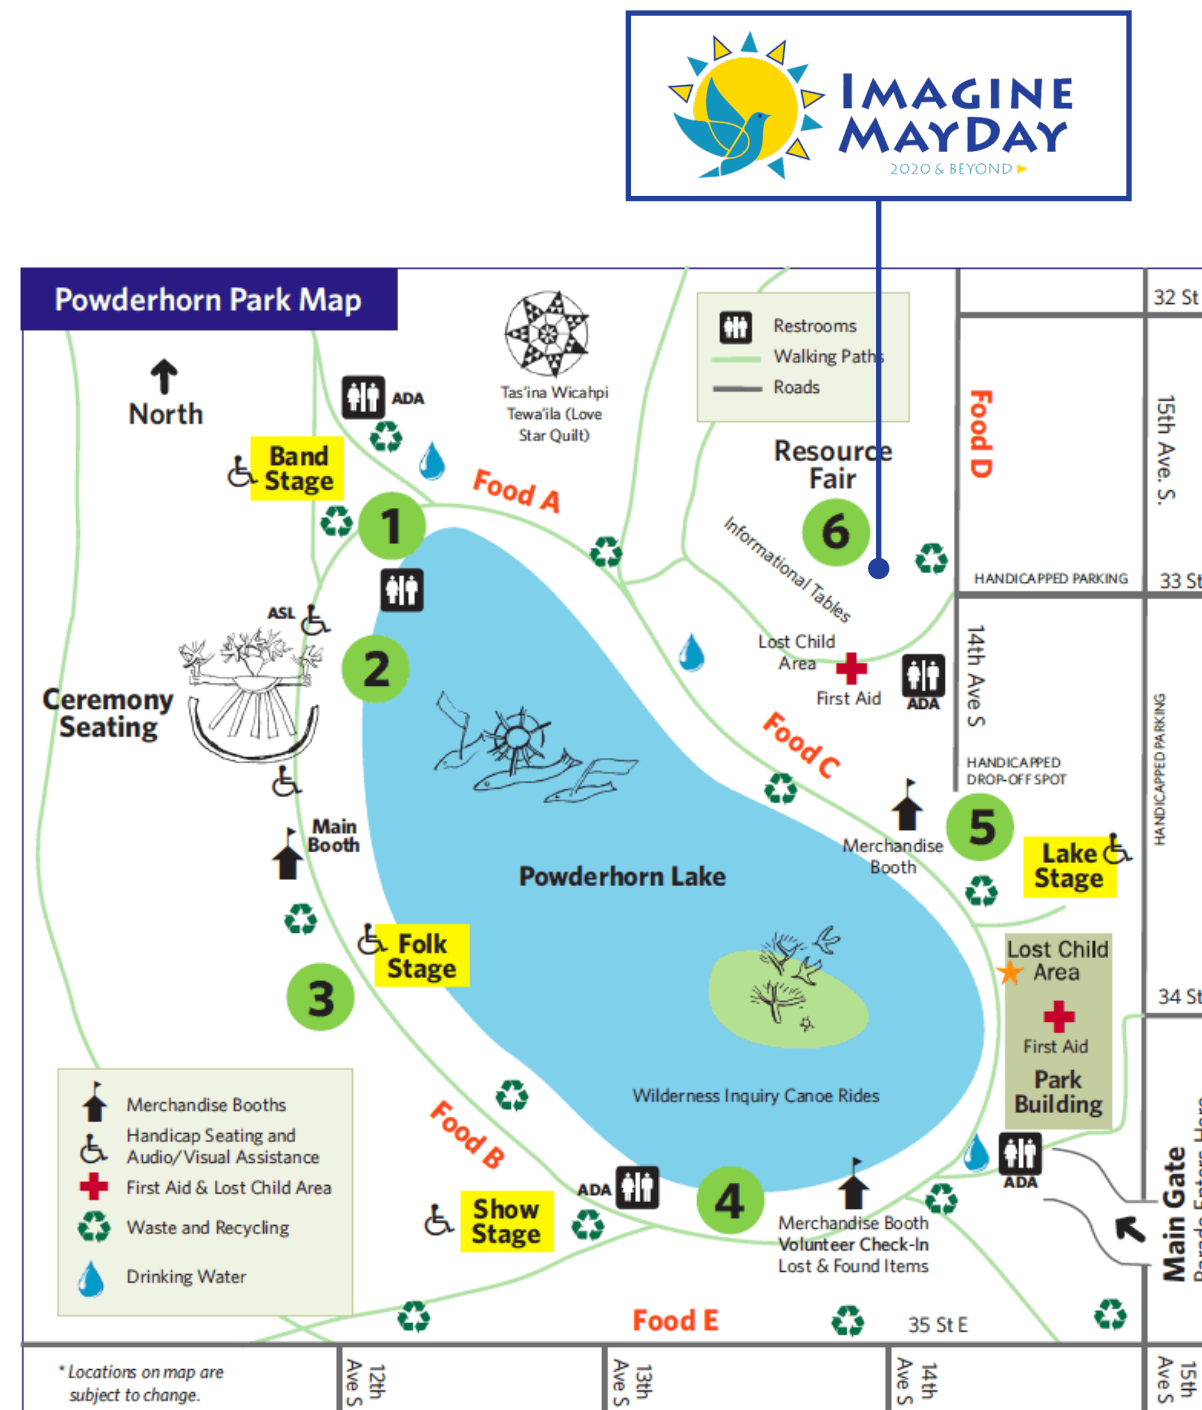 IMAGINE
MAYDAY
2020 & BEYOND
Powderhorn Park Map
North
ADA
Band
Stage
Tas'ina Wicahpi
Tewa'ila (Love
Star Quilt)
Restrooms
Walking Paths
Roads
32 St
15th Ave. S.
Food D
Food A
1
Resource
Fair
6
Informational Tables
HANDICAPPED PARKING
33 St
14th Ave S
ASL
2
Ceremony
Seating
Lost Child
Area
First Aid
ADA
Food C
HANDICAPPED
DROP-OFF SPOT
HANDICAPPED PARKING
5
Main
Booth
Merchandise
Booth
Lake
Stage
Powderhorn Lake
Folk
Stage
3
Lost Child
Area
First Aid
Park
Building
34 St
Wilderness Inquiry Canoe Rides
Merchandise Booths
Handicap Seating and
Audio/Visual Assistance
First Aid & Lost Child Area
Waste and Recycling
Drinking Water
Food B
ADA
Show
Stage
4
Merchandise Booth
Volunteer Check-In
Lost & Found Items
ADA
Main Gate
Parade Enters Here
Food E
35 St E
* Locations on map are
subject to change.
12th
Ave S
13th
Ave S
14th
Ave S
15th
Ave S